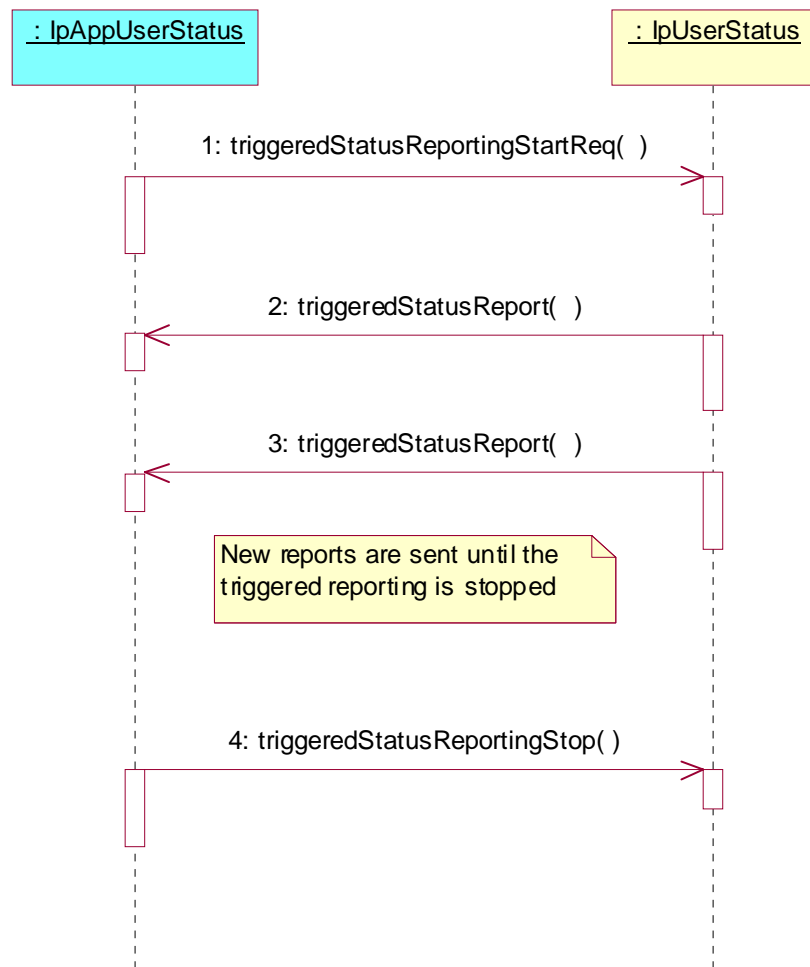 : IpAppUserStatus
: IpUserStatus
1: triggeredStatusReportingStartReq( )
2: triggeredStatusReport( )
3: triggeredStatusReport( )
New reports are sent until the
triggered reporting is stopped
4: triggeredStatusReportingStop( )